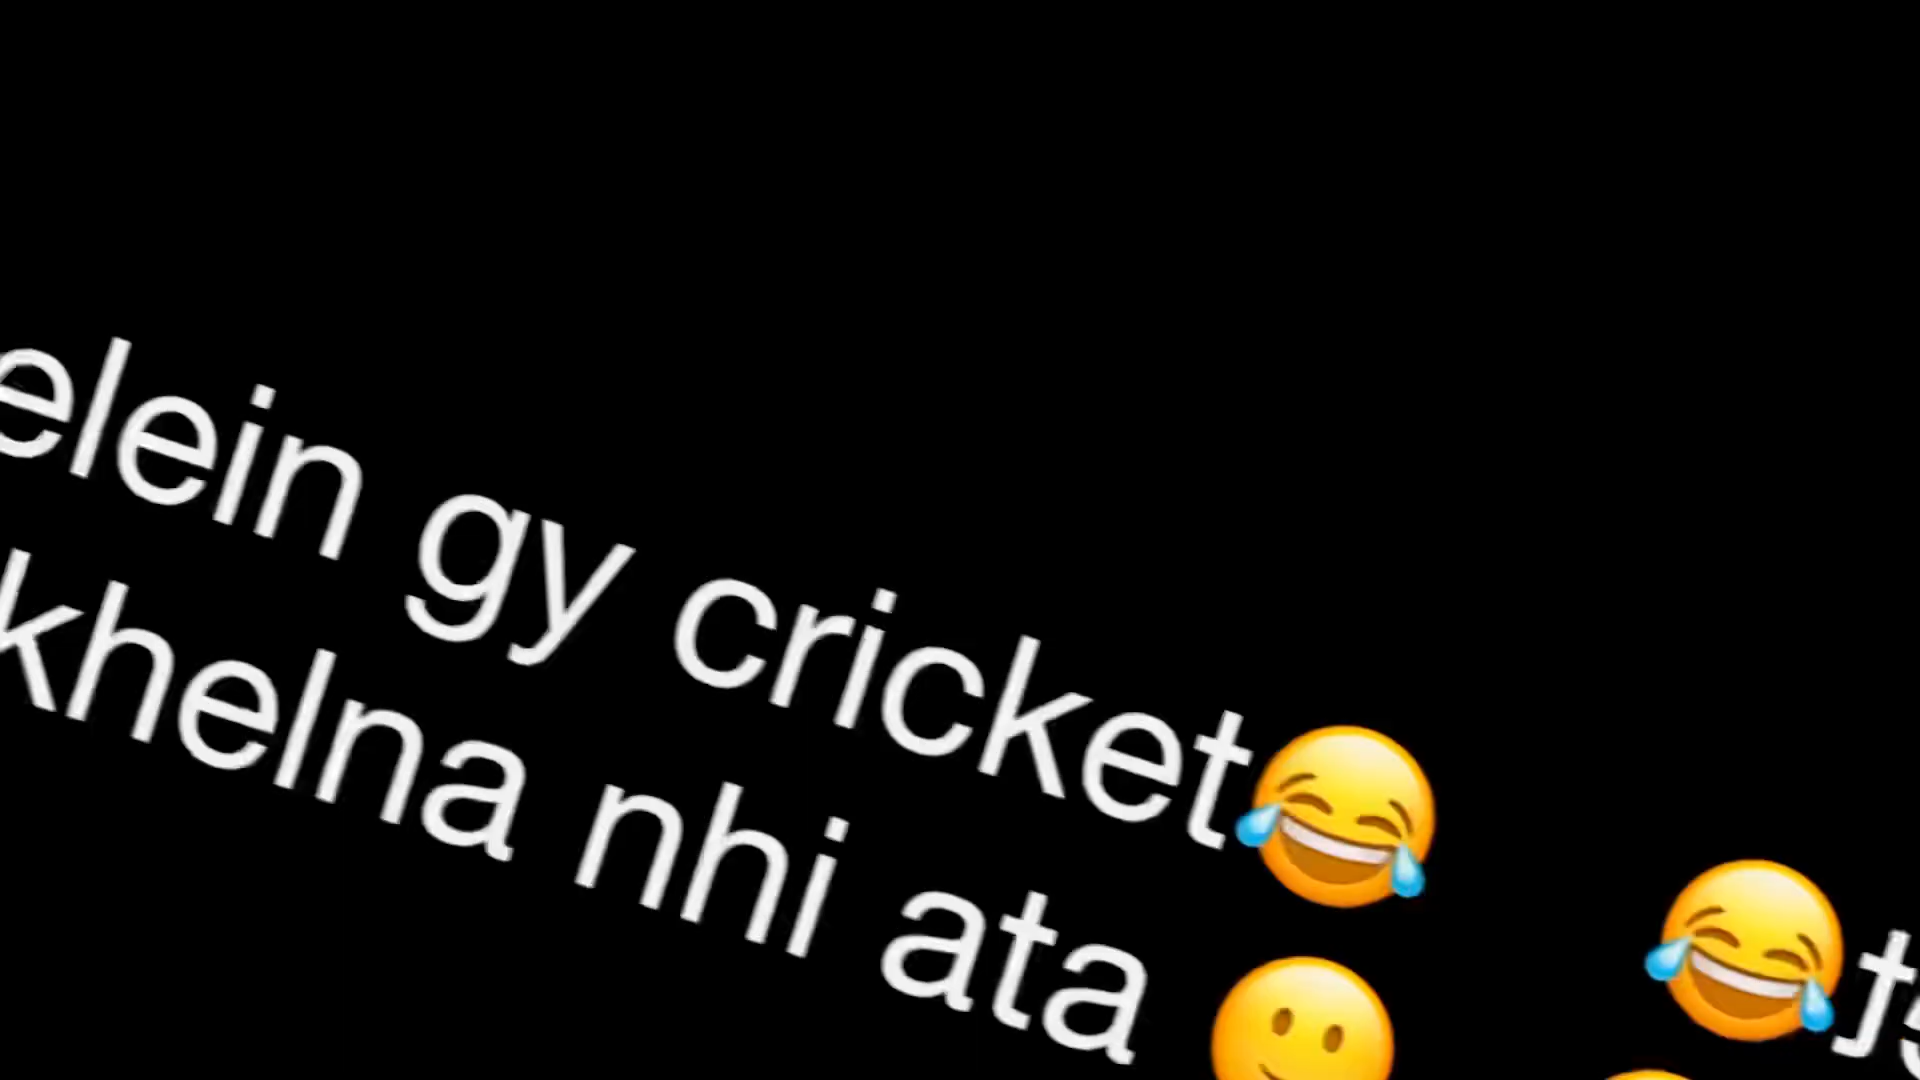 elein gy cricket😂
khelna nhi ata 🙂